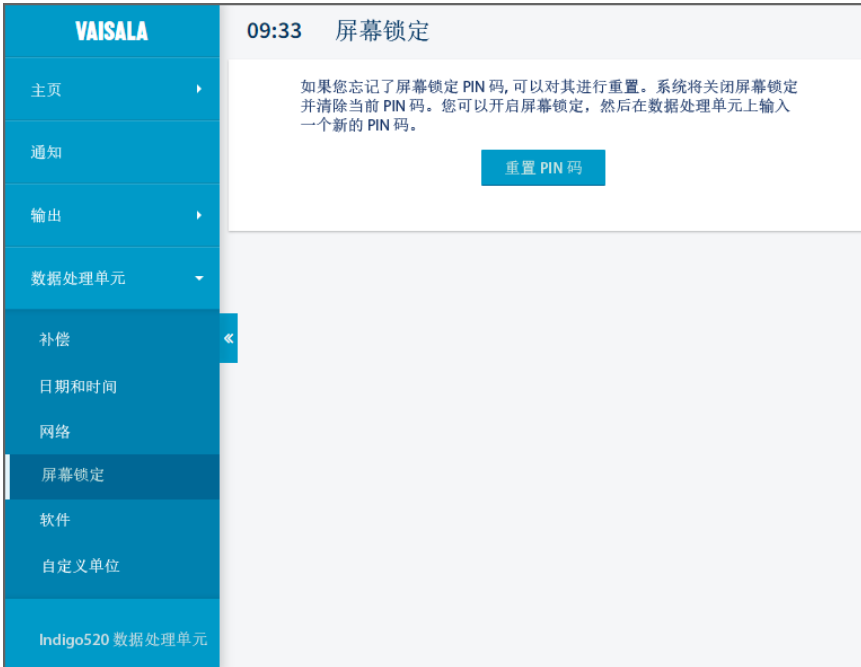 VAISALA
09:33 屏幕锁定
主页
通知
输出
数据处理单元
补偿
日期和时间
网络
屏幕锁定
软件
自定义单位
Indigo520 数据处理单元
如果您忘记了屏幕锁定 PIN 码, 可以对其进行重置。系统将关闭屏幕锁定
并清除当前 PIN 码。您可以开启屏幕锁定，然后在数据处理单元上输入
一个新的 PIN 码。
重置 PIN 码